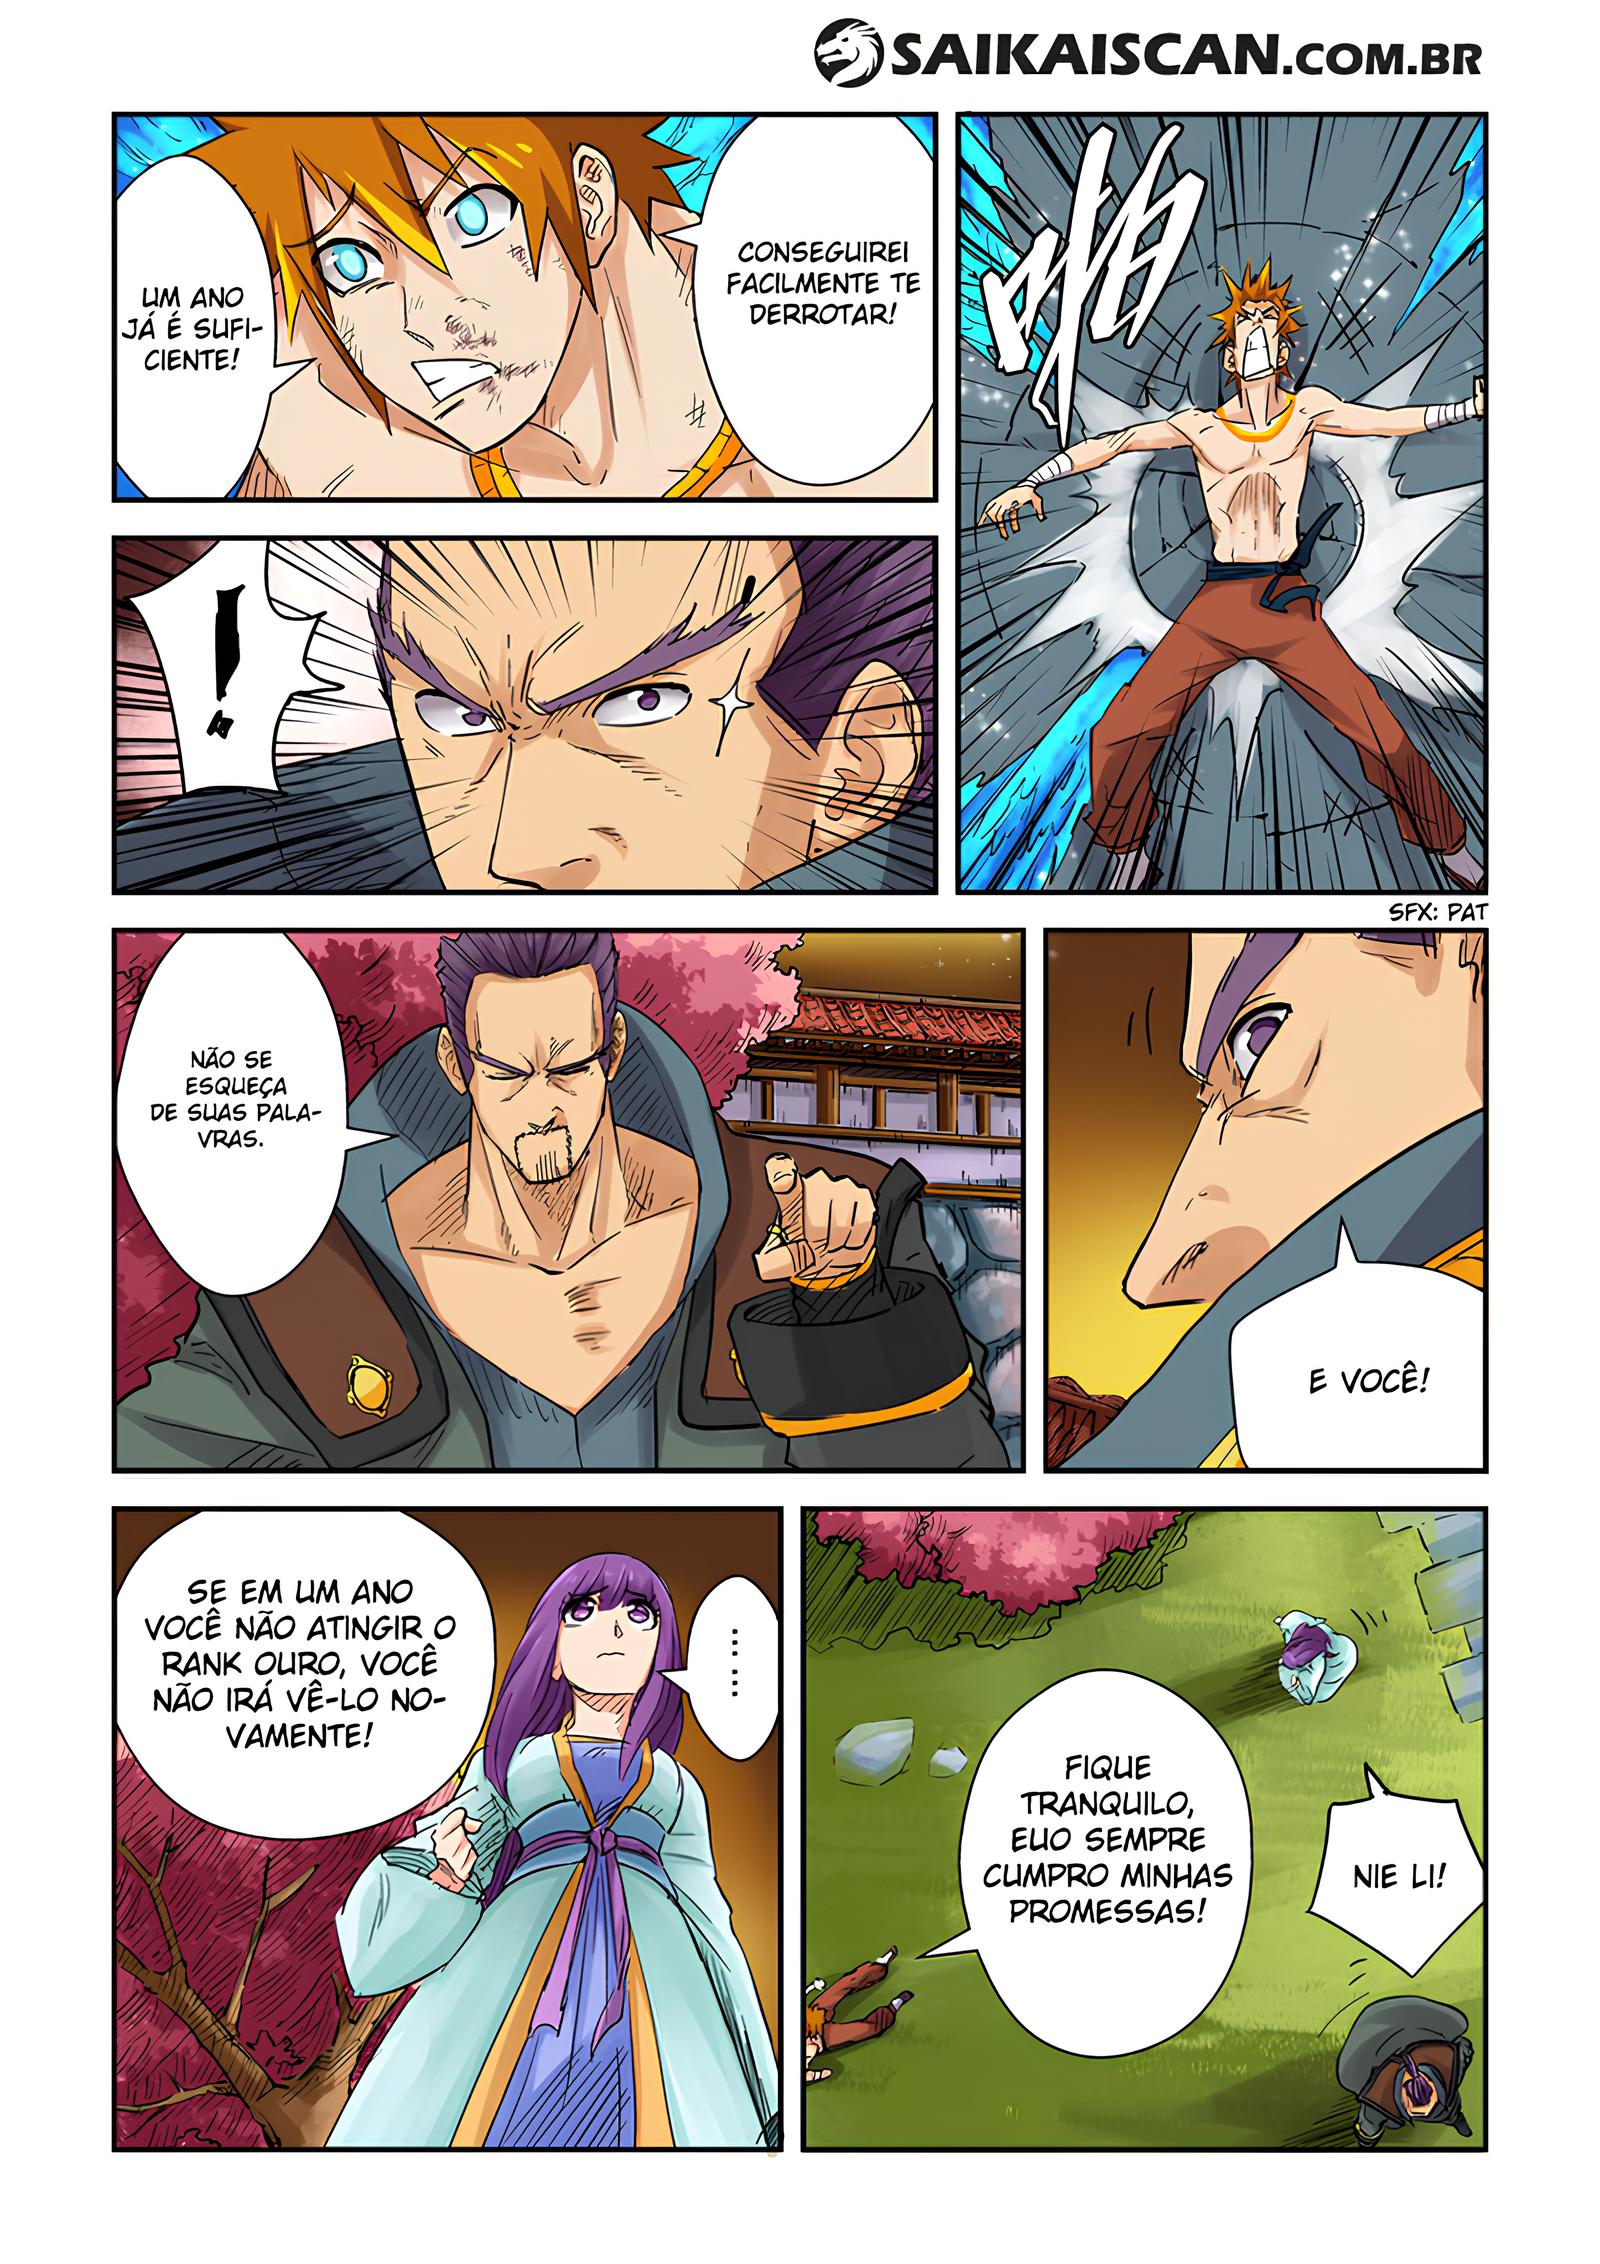 SAIKAISCAN.COM.BR
UM ANO
JÁ É SUFI-
CIENTE!
CONSEGUIREI
FACILMENTE TE
DERROTAR!
!
SFX: PAT
NÃO SE
ESQUEÇA
DE SUAS PALA-
VRAS.
E VOCÊ!
SE EM UM ANO
VOCÊ NÃO ATINGIR O
RANK OURO, VOCÊ
NÃO IRÁ VÊ-LO NO-
VAMENTE!
......
FIQUE
TRANQUILO,
EUO SEMPRE
CUMPRO MINHAS
PROMESSAS!
NIE LI!